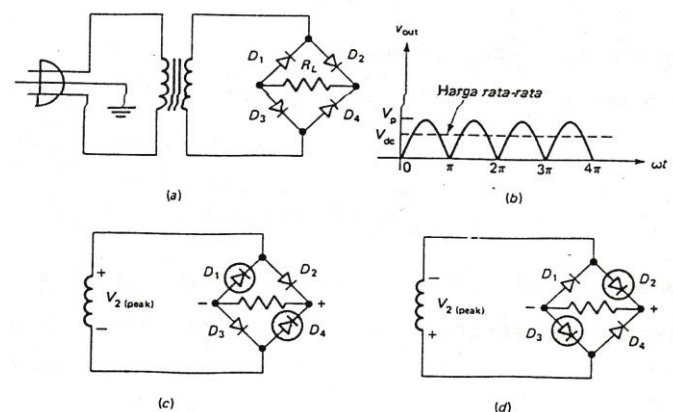 D1
D2
RL
D3
D4
(a)
vout
Harga rata-rata
Vp
Vdc
0
π
2π
3π
4π
ωt
(b)
+
V2 (peak)
−
D1
D2
−
+
D3
D4
(c)
−
V2 (peak)
+
D1
D2
−
+
D3
D4
(d)